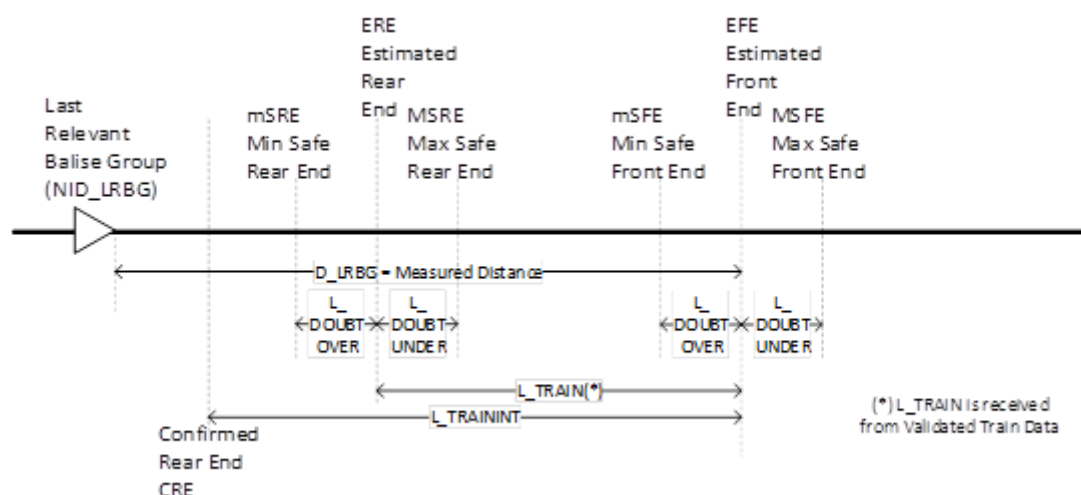 ERE
Estimated
Rear
End
EFE
Estimated
Front
End
Last
Relevant
Balise Group
(NID_LRBG)
mSRE
Min Safe
Rear End
MSRE
Max Safe
Rear End
mSFE
Min Safe
Front End
MSFE
Max Safe
Front End
D_LRBG = Measured Distance
L_
DOUBT
OVER
L_
DOUBT
UNDER
L_
DOUBT
OVER
L_
DOUBT
UNDER
L_TRAIN(*)
L_TRAININT
(*) L_TRAIN is received
from Validated Train Data
Confirmed
Rear End
CRE